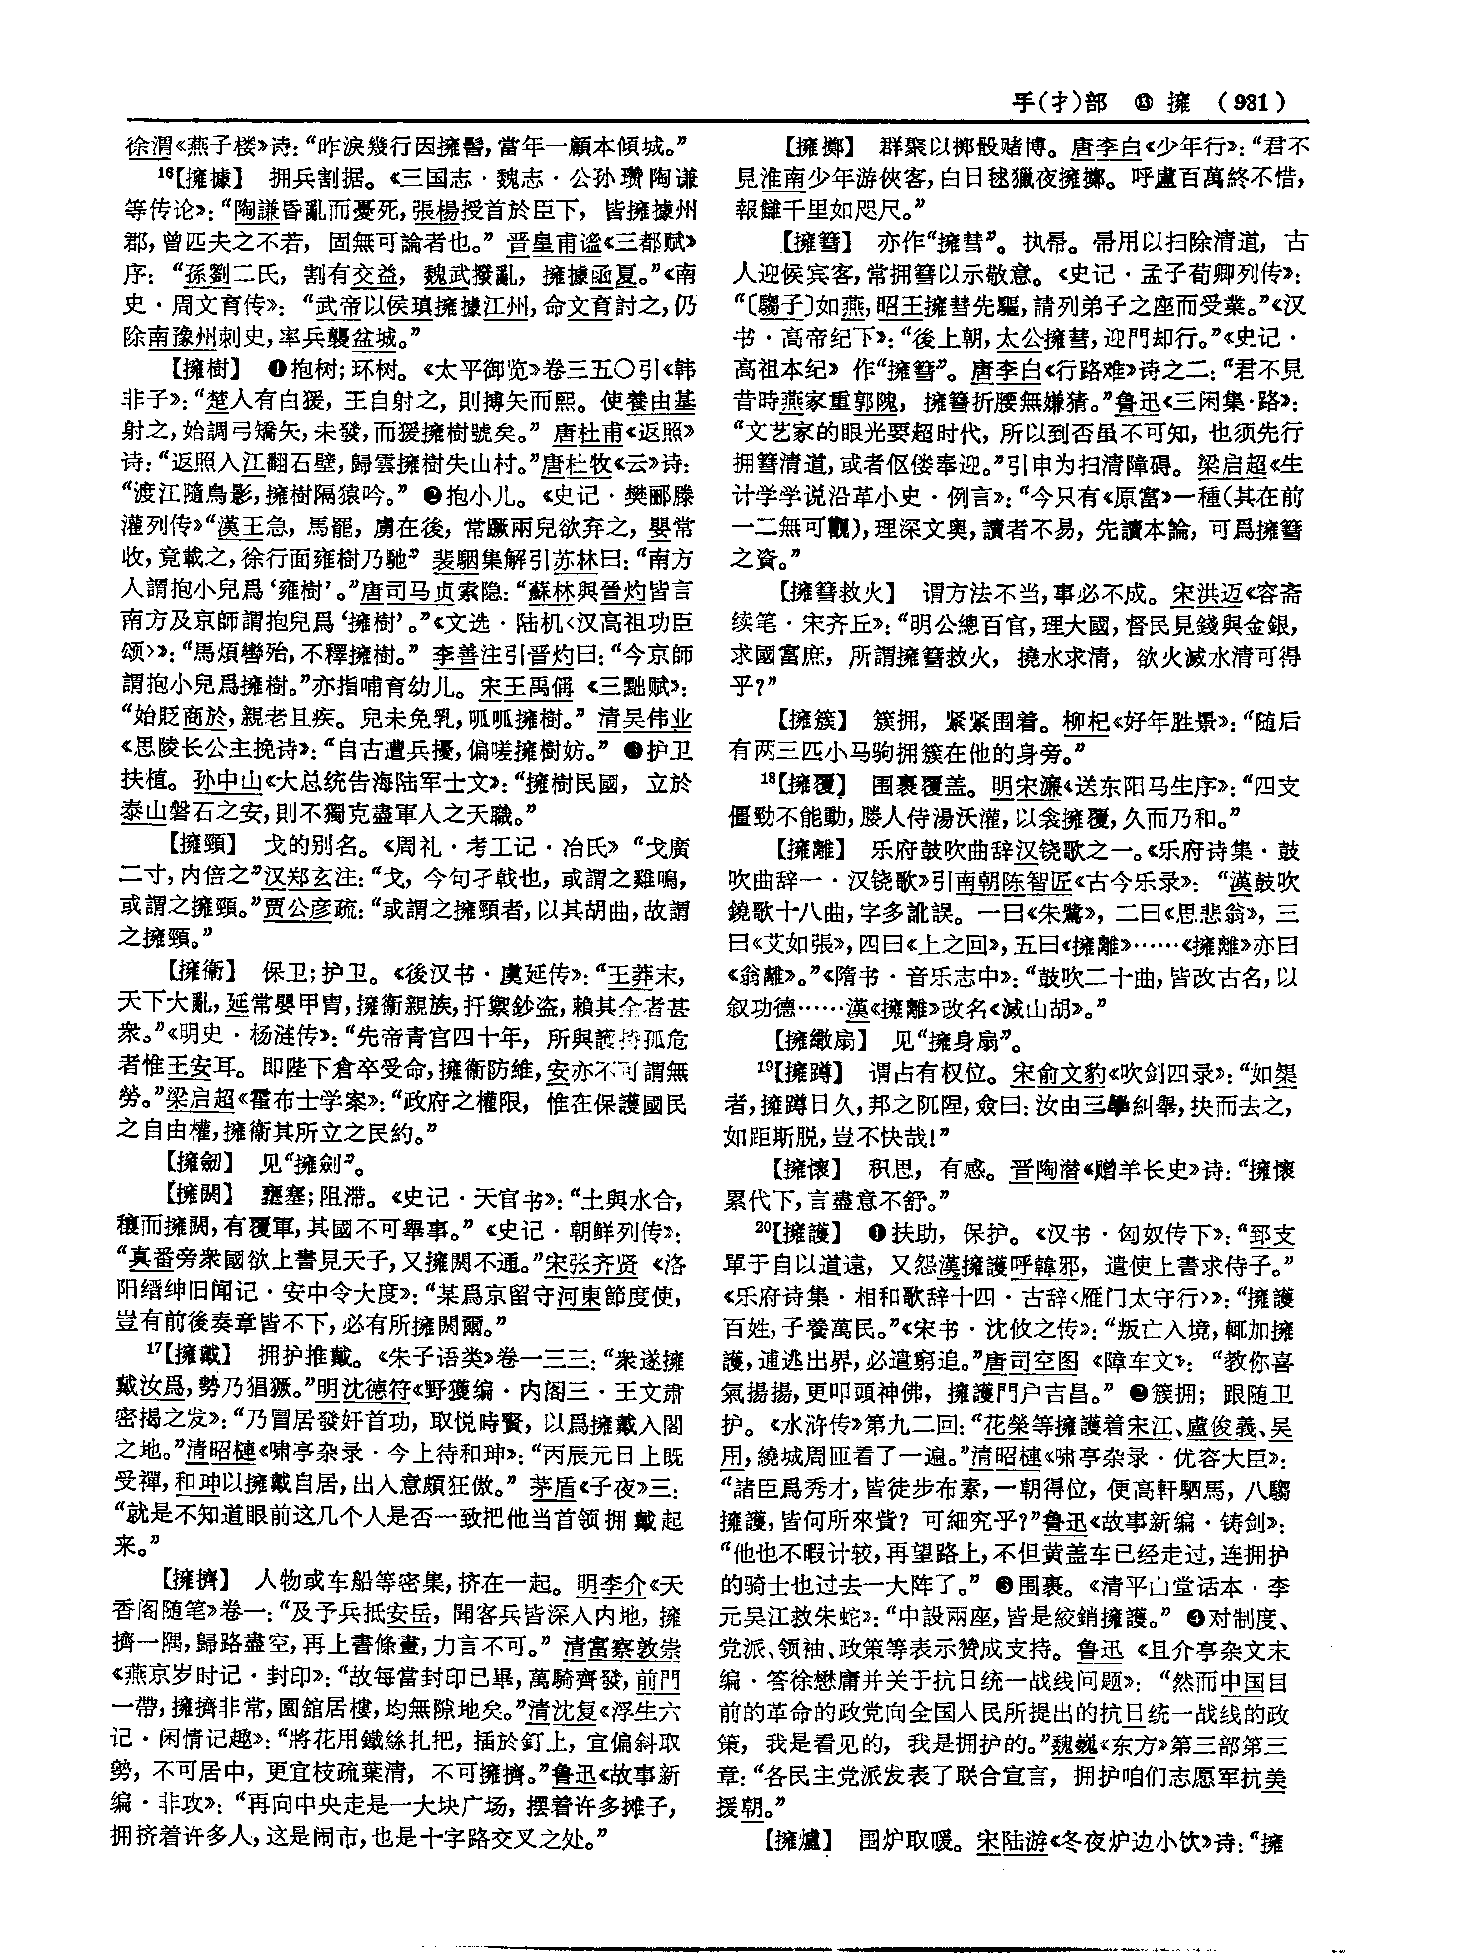 手(扌)部 ⑬ 擁 (931)
徐渭《燕子楼》诗：“昨淚幾行因擁髻，當年一顧本傾城。”
16【擁據】 拥兵割据。《三国志·魏志·公孙瓒陶谦
等传论》：“陶謙昏亂而憂死，張楊授首於臣下，皆擁據州
郡，曾匹夫之不若，固無可論者也。”晋皇甫谧《三都赋》
序：“孫劉二氏，割有交益，魏武撥亂，擁據函夏。”《南
史·周文育传》：“武帝以侯瑱擁據江州，命文育討之，仍
除南豫州刺史，率兵襲湓城。”
【擁樹】 ❶抱树；环树。《太平御览》卷三五〇引《韩
非子》：“楚人有白猨，王自射之，則搏矢而熙。使養由基
射之，始調弓矯矢，未發，而猨擁樹號矣。”唐杜甫《返照》
诗：“返照入江翻石壁，歸雲擁樹失山村。”唐杜牧《云》诗：
“渡江隨鳥影，擁樹隔猿吟。”❷抱小儿。《史记·樊郦滕
灌列传》“漢王急，馬罷，虜在後，常蹶兩兒欲弃之，嬰常
收，竟載之，徐行面雍樹乃馳”裴駰集解引苏林曰：“南方
人謂抱小兒爲‘雍樹’。”唐司马贞索隐：“蘇林與晉灼皆言
南方及京師謂抱兒爲‘擁樹’。”《文选·陆机〈汉高祖功臣
颂〉》：“馬煩轡殆，不釋擁樹。”李善注引晋灼曰：“今京師
謂抱小兒爲擁樹。”亦指哺育幼儿。宋王禹偁《三黜赋》：
“始貶商於，親老且疾。兒未免乳，呱呱擁樹。”清吴伟业
《思陵长公主挽诗》：“自古遭兵擾，偏嗟擁樹妨。”❸护卫
扶植。孙中山《大总统告海陆军士文》：“擁樹民國，立於
泰山磐石之安，則不獨克盡軍人之天職。”
【擁頸】 戈的别名。《周礼·考工记·冶氏》“戈廣
二寸，内倍之”汉郑玄注：“戈，今句孑戟也，或謂之雞鳴，
或謂之擁頸。”贾公彦疏：“或謂之擁頸者，以其胡曲，故謂
之擁頸。”
【擁衞】 保卫；护卫。《後汉书·虞延传》：“王莽末，
天下大亂，延常嬰甲胄，擁衞親族，扞禦鈔盗，賴其全者甚
衆。”《明史·杨涟传》：“先帝青宫四十年，所與護持孤危
者惟王安耳。即陛下倉卒受命，擁衞防維，安亦不可謂無
勞。”梁启超《霍布士学案》：“政府之權限，惟在保護國民
之自由權，擁衞其所立之民約。”
【擁劒】 见“擁劍”。
【擁閼】 壅塞；阻滞。《史记·天官书》：“土與水合，
穰而擁閼，有覆軍，其國不可舉事。”《史记·朝鲜列传》：
“真番旁衆國欲上書見天子，又擁閼不通。”宋张齐贤《洛
阳缙绅旧闻记·安中令大度》：“某爲京留守河東節度使，
豈有前後奏章皆不下，必有所擁閼爾。”
17【擁戴】 拥护推戴。《朱子语类》卷一三三：“衆遂擁
戴汝爲，勢乃猖獗。”明沈德符《野獲编·内阁三·王文肃
密揭之发》：“乃冒居發奸首功，取悦時賢，以爲擁戴入閣
之地。”清昭槤《啸亭杂录·今上待和珅》：“丙辰元日上既
受禪，和珅以擁戴自居，出入意頗狂傲。”茅盾《子夜》三：
“就是不知道眼前这几个人是否一致把他当首领拥戴起
来。”
【擁擠】 人物或车船等密集，挤在一起。明李介《天
香阁随笔》卷一：“及予兵抵安岳，聞客兵皆深入内地，擁
擠一隅，歸路盡空，再上書條畫，力言不可。”清富察敦崇
《燕京岁时记·封印》：“故每當封印已畢，萬騎齊發，前門
一帶，擁擠非常，園舘居樓，均無隙地矣。”清沈复《浮生六
记·闲情记趣》：“將花用鐵絲扎把，插於釘上，宜偏斜取
勢，不可居中，更宜枝疏葉清，不可擁擠。”鲁迅《故事新
编·非攻》：“再向中央走是一大块广场，摆着许多摊子，
拥挤着许多人，这是闹市，也是十字路交叉之处。”
【擁擲】 群聚以掷骰赌博。唐李白《少年行》：“君不
見淮南少年游俠客，白日毬獵夜擁擲。呼盧百萬終不惜，
報讎千里如咫尺。”
【擁篲】 亦作“擁彗”。执帚。帚用以扫除清道，古
人迎候宾客，常拥篲以示敬意。《史记·孟子荀卿列传》：
“〔騶子〕如燕，昭王擁彗先驅，請列弟子之座而受業。”《汉
书·高帝纪下》：“後上朝，太公擁彗，迎門却行。”《史记·
高祖本纪》作“擁篲”。唐李白《行路难》诗之二：“君不見
昔時燕家重郭隗，擁篲折腰無嫌猜。”鲁迅《三闲集·路》：
“文艺家的眼光要超时代，所以到否虽不可知，也须先行
拥篲清道，或者伛偻奉迎。”引申为扫清障碍。梁启超《生
计学学说沿革小史·例言》：“今只有《原富》一種（其在前
一二無可觀），理深文奥，讀者不易，先讀本論，可爲擁篲
之資。”
【擁篲救火】 谓方法不当，事必不成。宋洪迈《容斋
续笔·宋齐丘》：“明公總百官，理大國，督民見錢與金銀，
求國富庶，所謂擁篲救火，撓水求清，欲火滅水清可得
乎？”
【擁簇】 簇拥，紧紧围着。柳杞《好年胜景》：“随后
有两三匹小马驹拥簇在他的身旁。”
18【擁覆】 围裹覆盖。明宋濂《送东阳马生序》：“四支
僵勁不能動，媵人侍湯沃灌，以衾擁覆，久而乃和。”
【擁離】 乐府鼓吹曲辞汉铙歌之一。《乐府诗集·鼓
吹曲辞一·汉铙歌》引南朝陈智匠《古今乐录》：“漢鼓吹
鐃歌十八曲，字多訛誤。一曰《朱鷺》，二曰《思悲翁》，三
曰《艾如張》，四曰《上之回》，五曰《擁離》……《擁離》亦曰
《翁離》。”《隋书·音乐志中》：“鼓吹二十曲，皆改古名，以
叙功德……漢《擁離》改名《滅山胡》。”
【擁繖扇】 见“擁身扇”。
19【擁蹲】 谓占有权位。宋俞文豹《吹剑四录》：“如榘
者，擁蹲日久，邦之阢隉，僉曰：汝由三學糾舉，抉而去之，
如距斯脱，豈不快哉！”
【擁懷】 积思，有感。晋陶潜《赠羊长史》诗：“擁懷
累代下，言盡意不舒。”
20【擁護】 ❶扶助，保护。《汉书·匈奴传下》：“郅支
單于自以道遠，又怨漢擁護呼韓邪，遣使上書求侍子。”
《乐府诗集·相和歌辞十四·古辞〈雁门太守行〉》：“擁護
百姓，子養萬民。”《宋书·沈攸之传》：“叛亡入境，輒加擁
護，逋逃出界，必遣窮追。”唐司空图《障车文》：“教你喜
氣揚揚，更叩頭神佛，擁護門户吉昌。”❷簇拥；跟随卫
护。《水浒传》第九二回：“花榮等擁護着宋江、盧俊義、吴
用，繞城周匝看了一遍。”清昭槤《啸亭杂录·优容大臣》：
“諸臣爲秀才，皆徒步布素，一朝得位，便高軒駟馬，八騶
擁護，皆何所來貲？可細究乎？”鲁迅《故事新编·铸剑》：
“他也不暇计较，再望路上，不但黄盖车已经走过，连拥护
的骑士也过去一大阵了。”❸围裹。《清平山堂话本·李
元吴江救朱蛇》：“中設兩座，皆是絞銷擁護。”❹对制度、
党派、领袖、政策等表示赞成支持。鲁迅《且介亭杂文末
编·答徐懋庸并关于抗日统一战线问题》：“然而中国目
前的革命的政党向全国人民所提出的抗日统一战线的政
策，我是看见的，我是拥护的。”魏巍《东方》第三部第三
章：“各民主党派发表了联合宣言，拥护咱们志愿军抗美
援朝。”
【擁爐】 围炉取暖。宋陆游《冬夜炉边小饮》诗：“擁